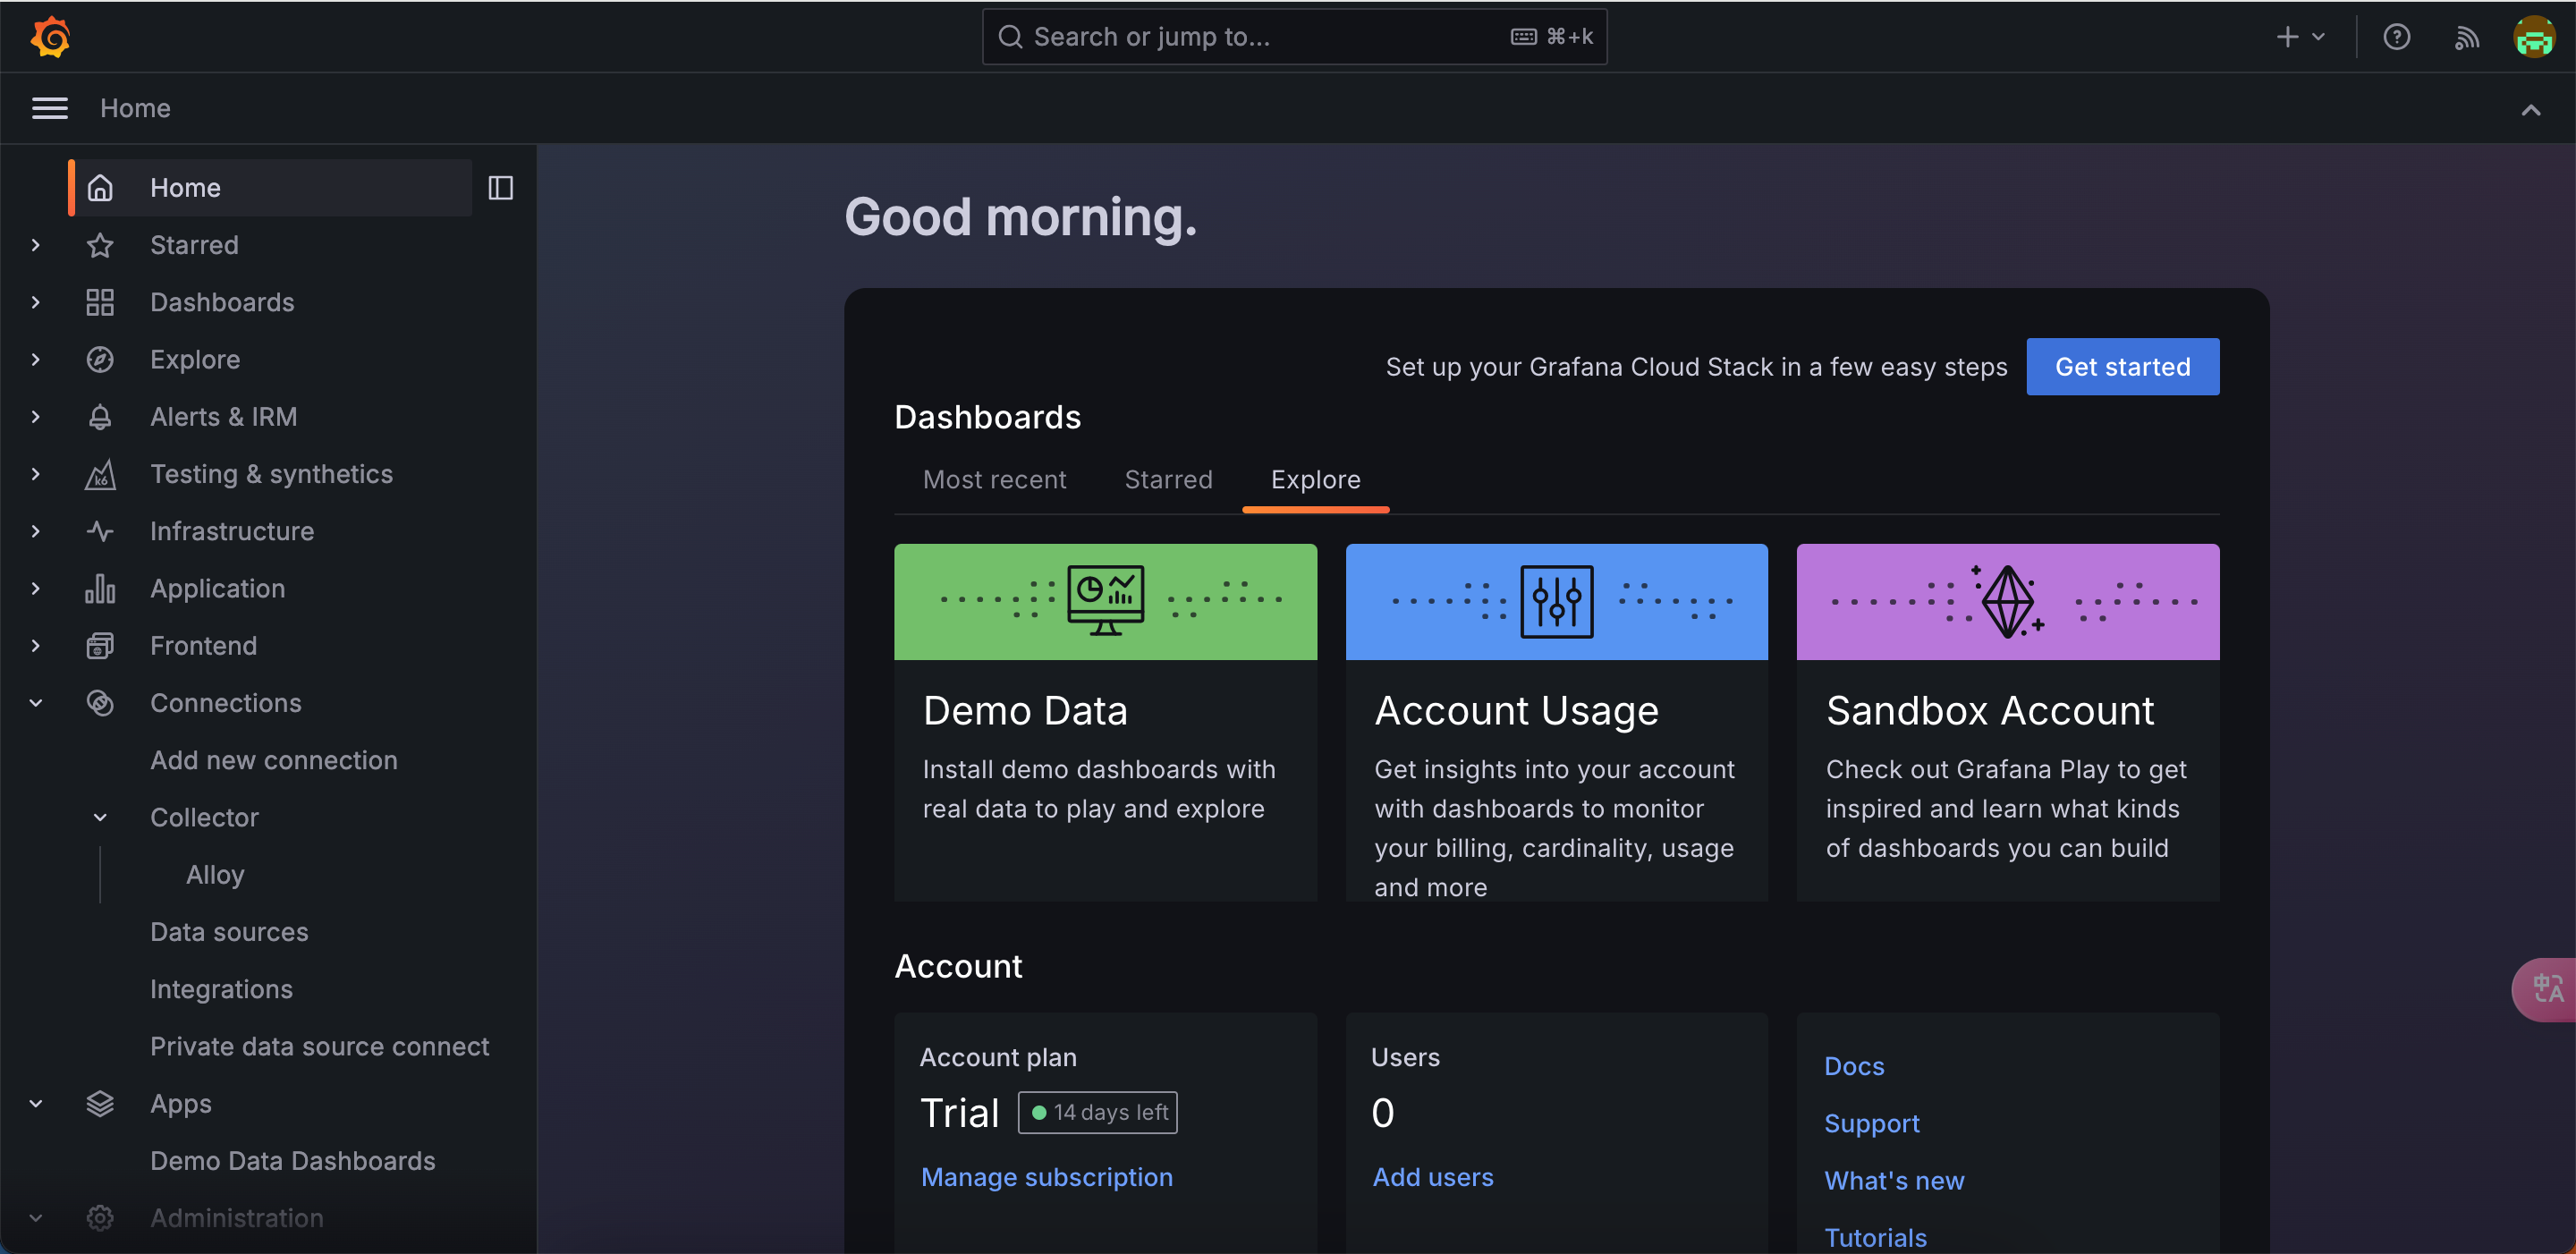 Search or jump to...
⌘+k
Home
Home
Starred
Dashboards
Explore
Alerts & IRM
k6
Testing & synthetics
Infrastructure
Application
Frontend
Connections
Add new connection
Collector
Alloy
Data sources
Integrations
Private data source connect
Apps
Demo Data Dashboards
Administration
Good morning.
Set up your Grafana Cloud Stack in a few easy steps
Get started
Dashboards
Most recent
Starred
Explore
Demo Data
Install demo dashboards with
real data to play and explore
Account Usage
Get insights into your account
with dashboards to monitor
your billing, cardinality, usage
and more
Sandbox Account
Check out Grafana Play to get
inspired and learn what kinds
of dashboards you can build
Account
Account plan
Trial
14 days left
Manage subscription
Users
0
Add users
Docs
Support
What's new
Tutorials
中A